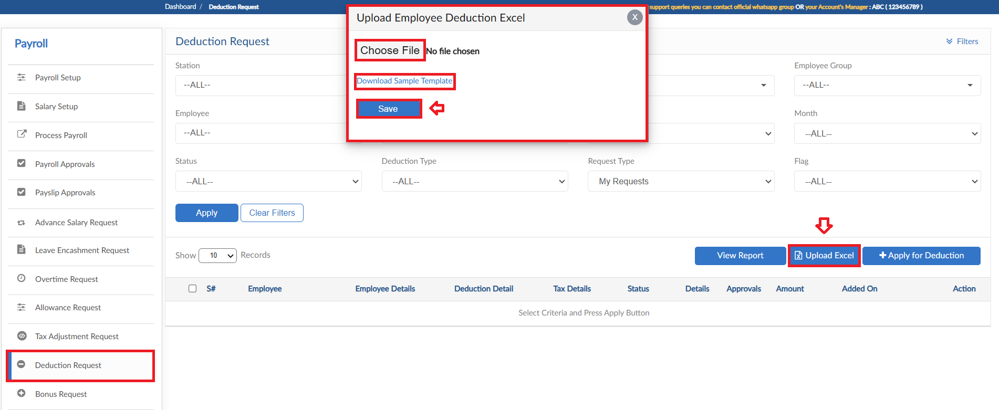 Dashboard / Deduction Request
support queries you can contact official whatsapp group OR your Account's Manager : ABC ( 123456789 )
Upload Employee Deduction Excel
X
Choose File No file chosen
Download Sample Template
Save
Payroll
Payroll Setup
Salary Setup
Process Payroll
Payroll Approvals
Payslip Approvals
Advance Salary Request
Leave Encashment Request
Overtime Request
Allowance Request
Tax Adjustment Request
Deduction Request
Bonus Request
Deduction Request
Filters
Station
Employee Group
--ALL--
--ALL--
Employee
Month
--ALL--
--ALL--
Status
Deduction Type
Request Type
Flag
--ALL--
--ALL--
My Requests
--ALL--
Apply
Clear Filters
Show 10 Records
View Report
Upload Excel
Apply for Deduction
S# Employee Employee Details Deduction Detail Tax Details Status Details Approvals Amount Added On Action
Select Criteria and Press Apply Button